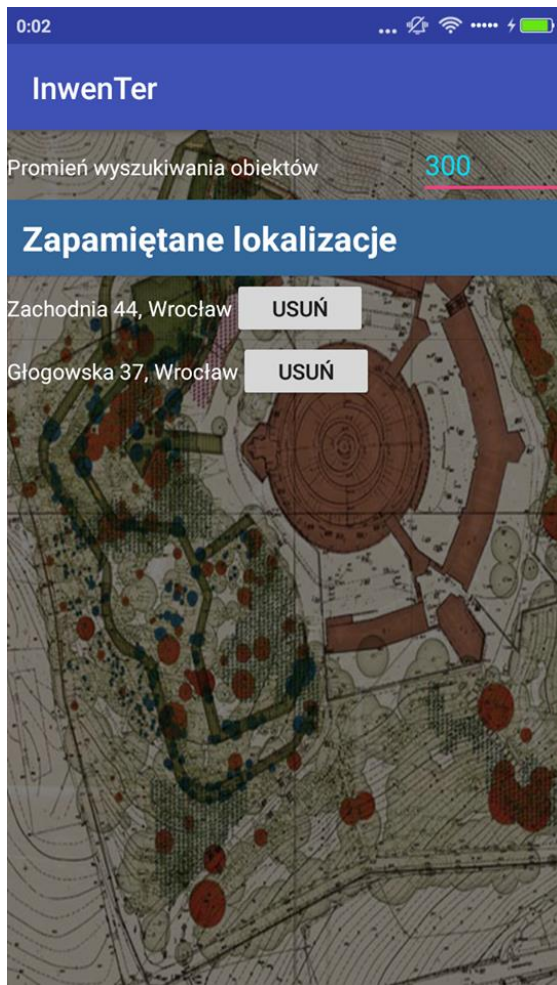 0:02
InwenTer
Promień wyszukiwania obiektów 300
Zapamiętane lokalizacje
Zachodnia 44, Wrocław USUŃ
Głogowska 37, Wrocław USUŃ